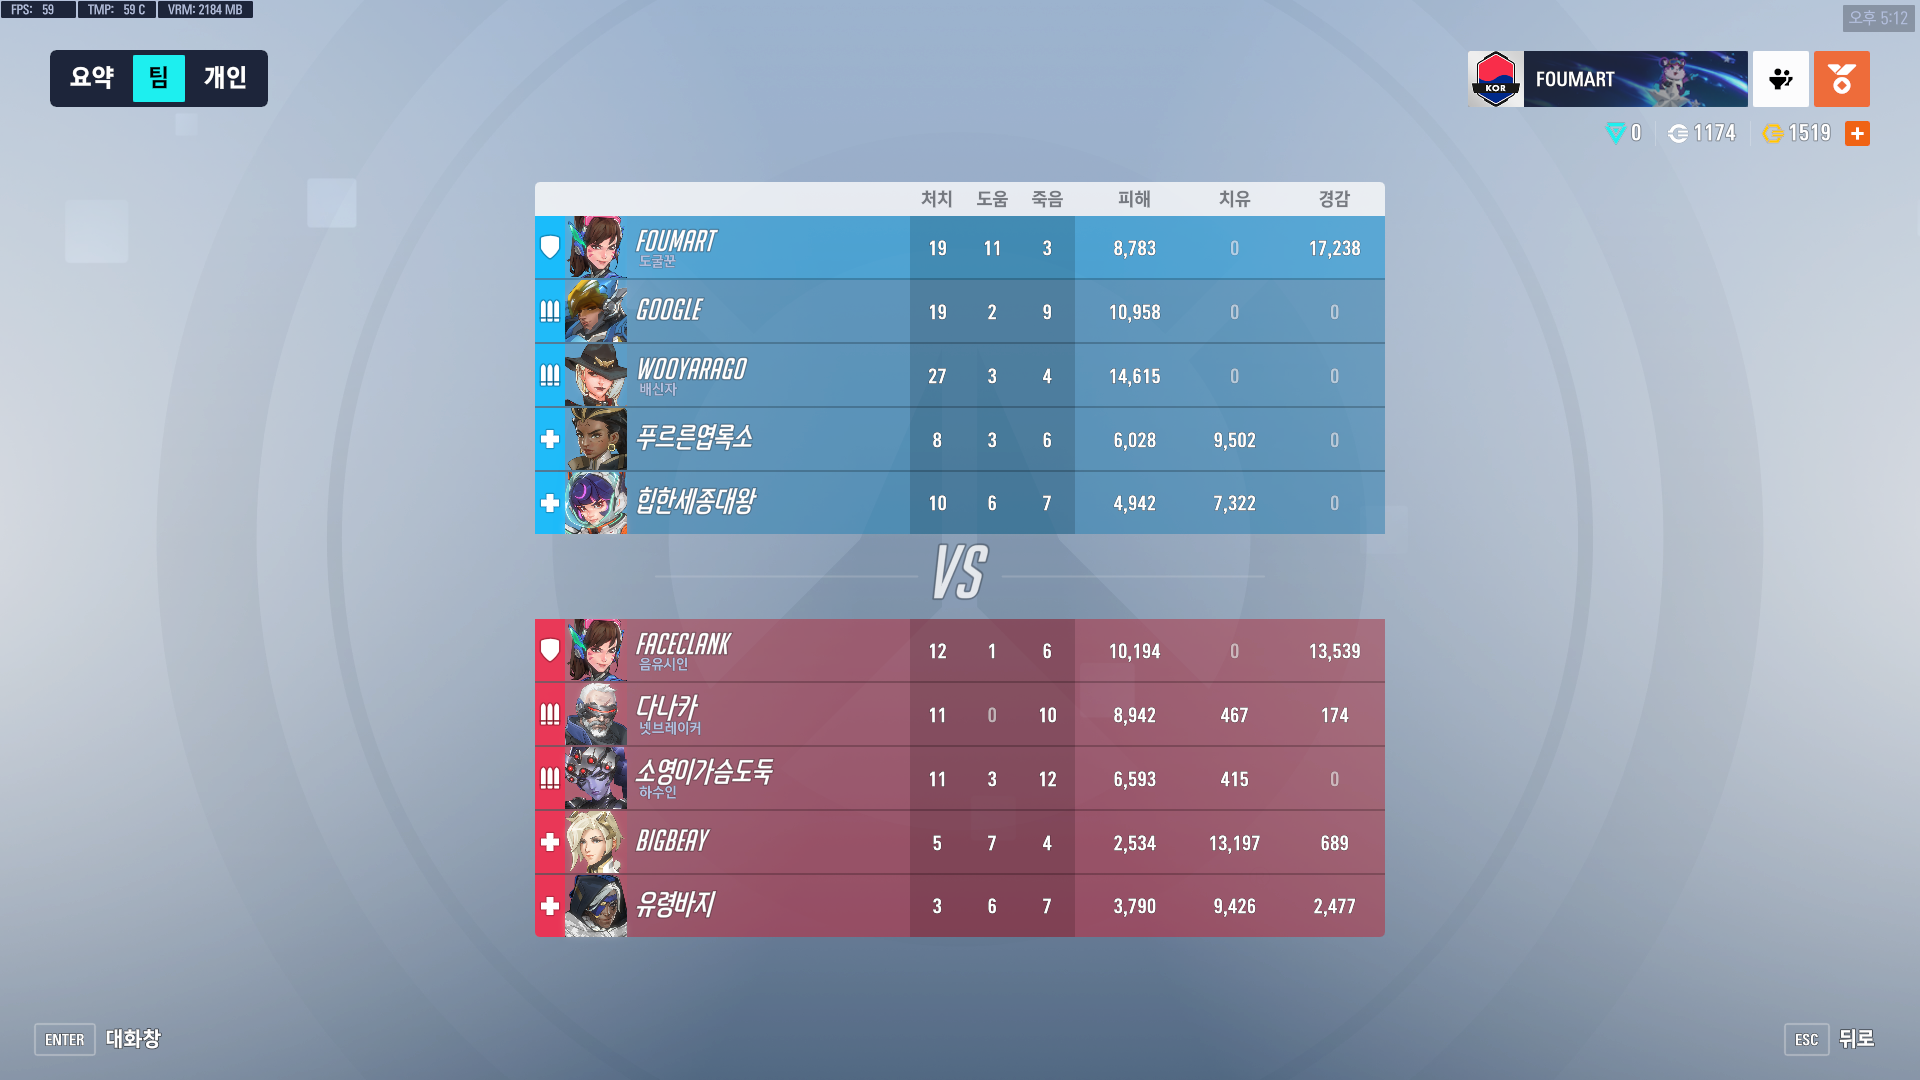 FPS: 59 TMP: 59 C VRM: 2184 MB
오후 5:12
요약 팀 개인
KOR FOUMART
0 1174 1519
처치 도움 죽음 피해 치유 경감
FOUMART 19 11 3 8,783 0 17,238
도굴꾼
GOOGLE 19 2 9 10,958 0 0
WOOYARAGO 27 3 4 14,615 0 0
배신자
푸르른엽록소 8 3 6 6,028 9,502 0
힙한세종대왕 10 6 7 4,942 7,322 0
VS
FACECLANK 12 1 6 10,194 0 13,539
음유시인
다나카 11 0 10 8,942 467 174
넷브레이커
소영이가슴도둑 11 3 12 6,593 415 0
하수인
BIGBEAY 5 7 4 2,534 13,197 689
유령바지 3 6 7 3,790 9,426 2,477
ENTER 대화창
ESC 뒤로